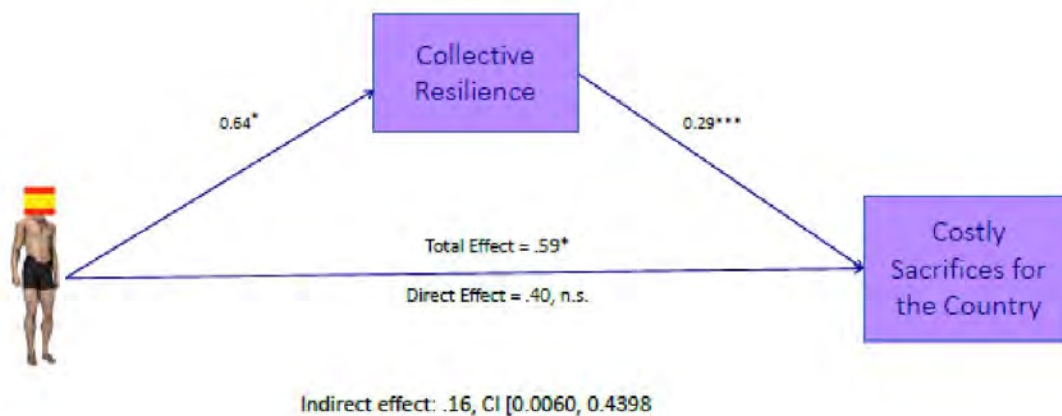 Collective
Resilience
0.64*
0.29***
Total Effect = .59*
Direct Effect = .40, n.s.
Costly
Sacrifices for
the Country
Indirect effect: .16, CI [0.0060, 0.4398